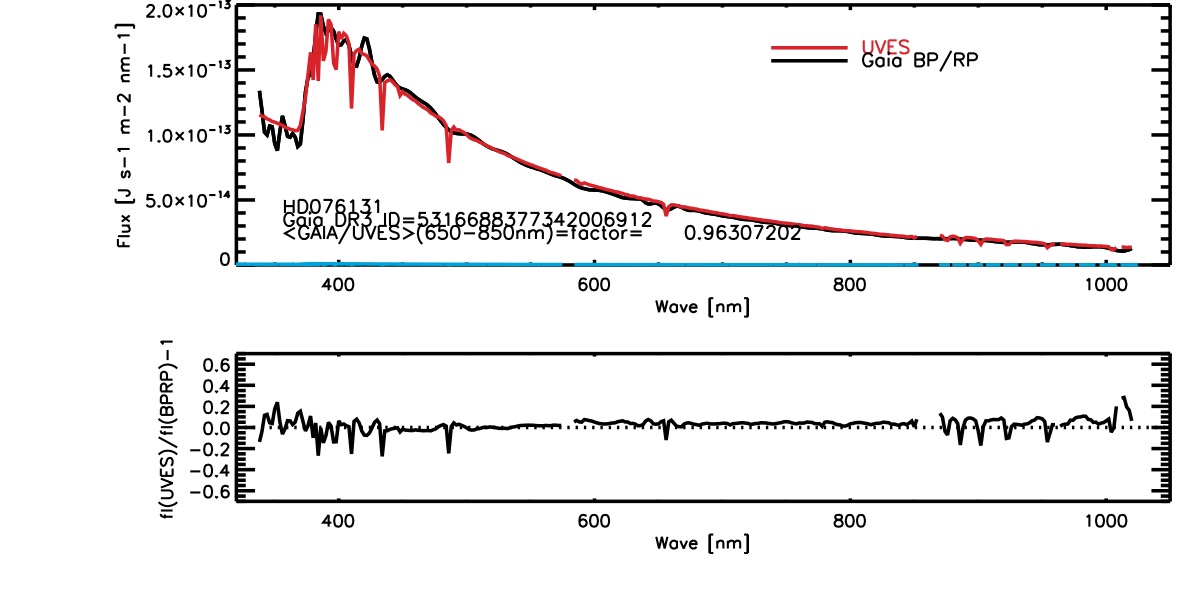 2.0×10−13
1.5×10−13
1.0×10−13
5.0×10−14
0
Flux [J s−1 m−2 nm−1]
UVES
Gaia BP/RP
HD076131
Gaia DR3 ID=5316688377342006912
<GAIA/UVES>(650−850nm)=factor= 0.96307202
400 600 800 1000
Wave [nm]
fl(UVES)/fl(BPRP)−1
0.6
0.4
0.2
0.0
−0.2
−0.4
−0.6
400 600 800 1000
Wave [nm]